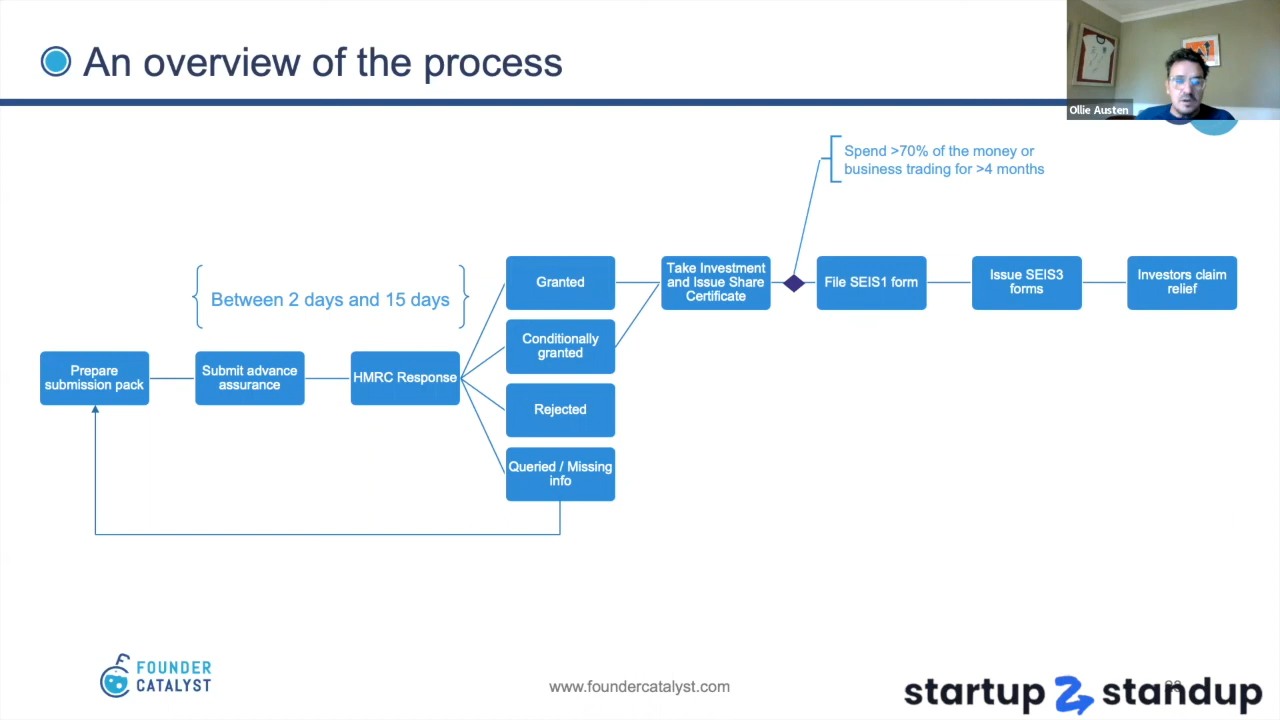 An overview of the process
Ollie Austen
Spend >70% of the money or
business trading for >4 months
Between 2 days and 15 days
Prepare
submission pack
Submit advance
assurance
HMRC Response
Granted
Conditionally
granted
Rejected
Queried / Missing
info
Take Investment
and Issue Share
Certificate
File SEIS1 form
Issue SEIS3
forms
Investors claim
relief
FOUNDER
CATALYST
www.foundercatalyst.com
startup 2 standup